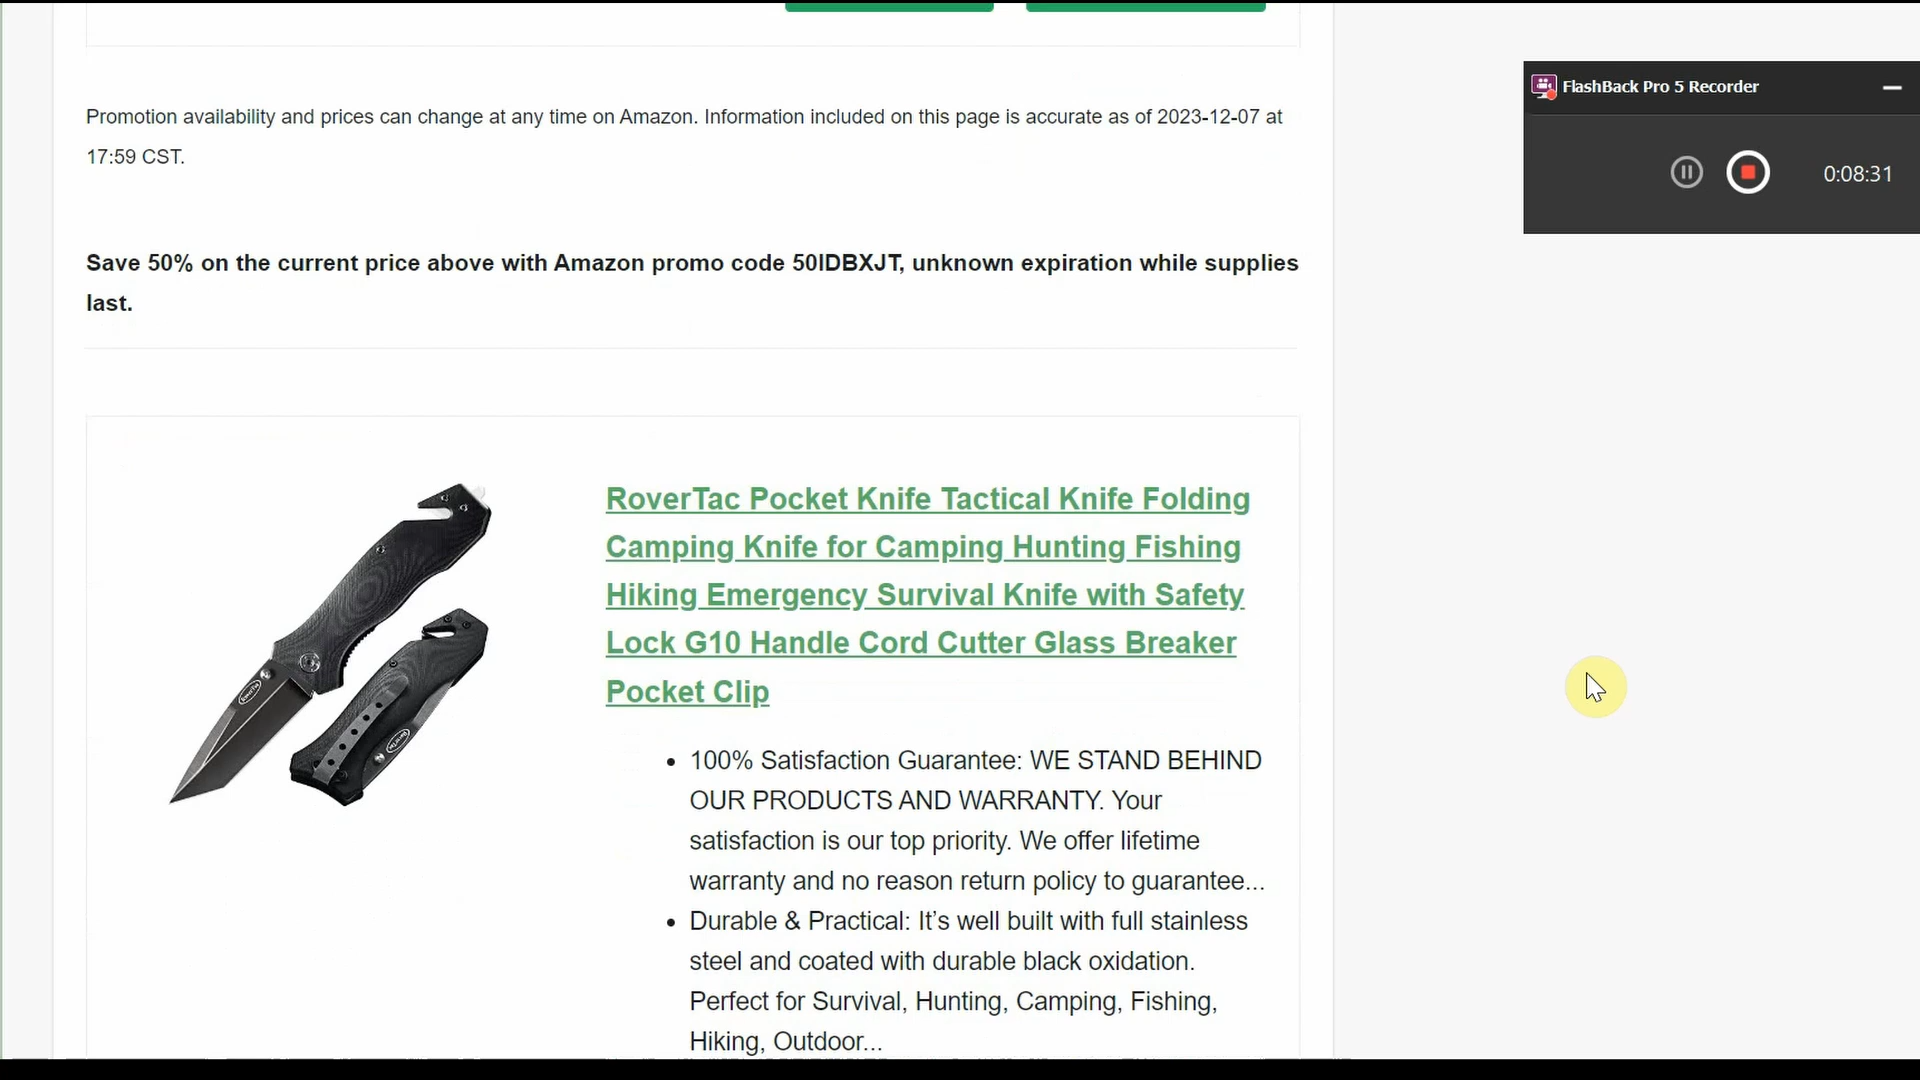 FlashBack Pro 5 Recorder
0:08:31
Promotion availability and prices can change at any time on Amazon. Information included on this page is accurate as of 2023-12-07 at
17:59 CST.
Save 50% on the current price above with Amazon promo code 50IDBXJT, unknown expiration while supplies
last.
RoverTac Pocket Knife Tactical Knife Folding
Camping Knife for Camping Hunting Fishing
Hiking Emergency Survival Knife with Safety
Lock G10 Handle Cord Cutter Glass Breaker
Pocket Clip
• 100% Satisfaction Guarantee: WE STAND BEHIND
OUR PRODUCTS AND WARRANTY. Your
satisfaction is our top priority. We offer lifetime
warranty and no reason return policy to guarantee...
• Durable & Practical: It’s well built with full stainless
steel and coated with durable black oxidation.
Perfect for Survival, Hunting, Camping, Fishing,
Hiking, Outdoor...